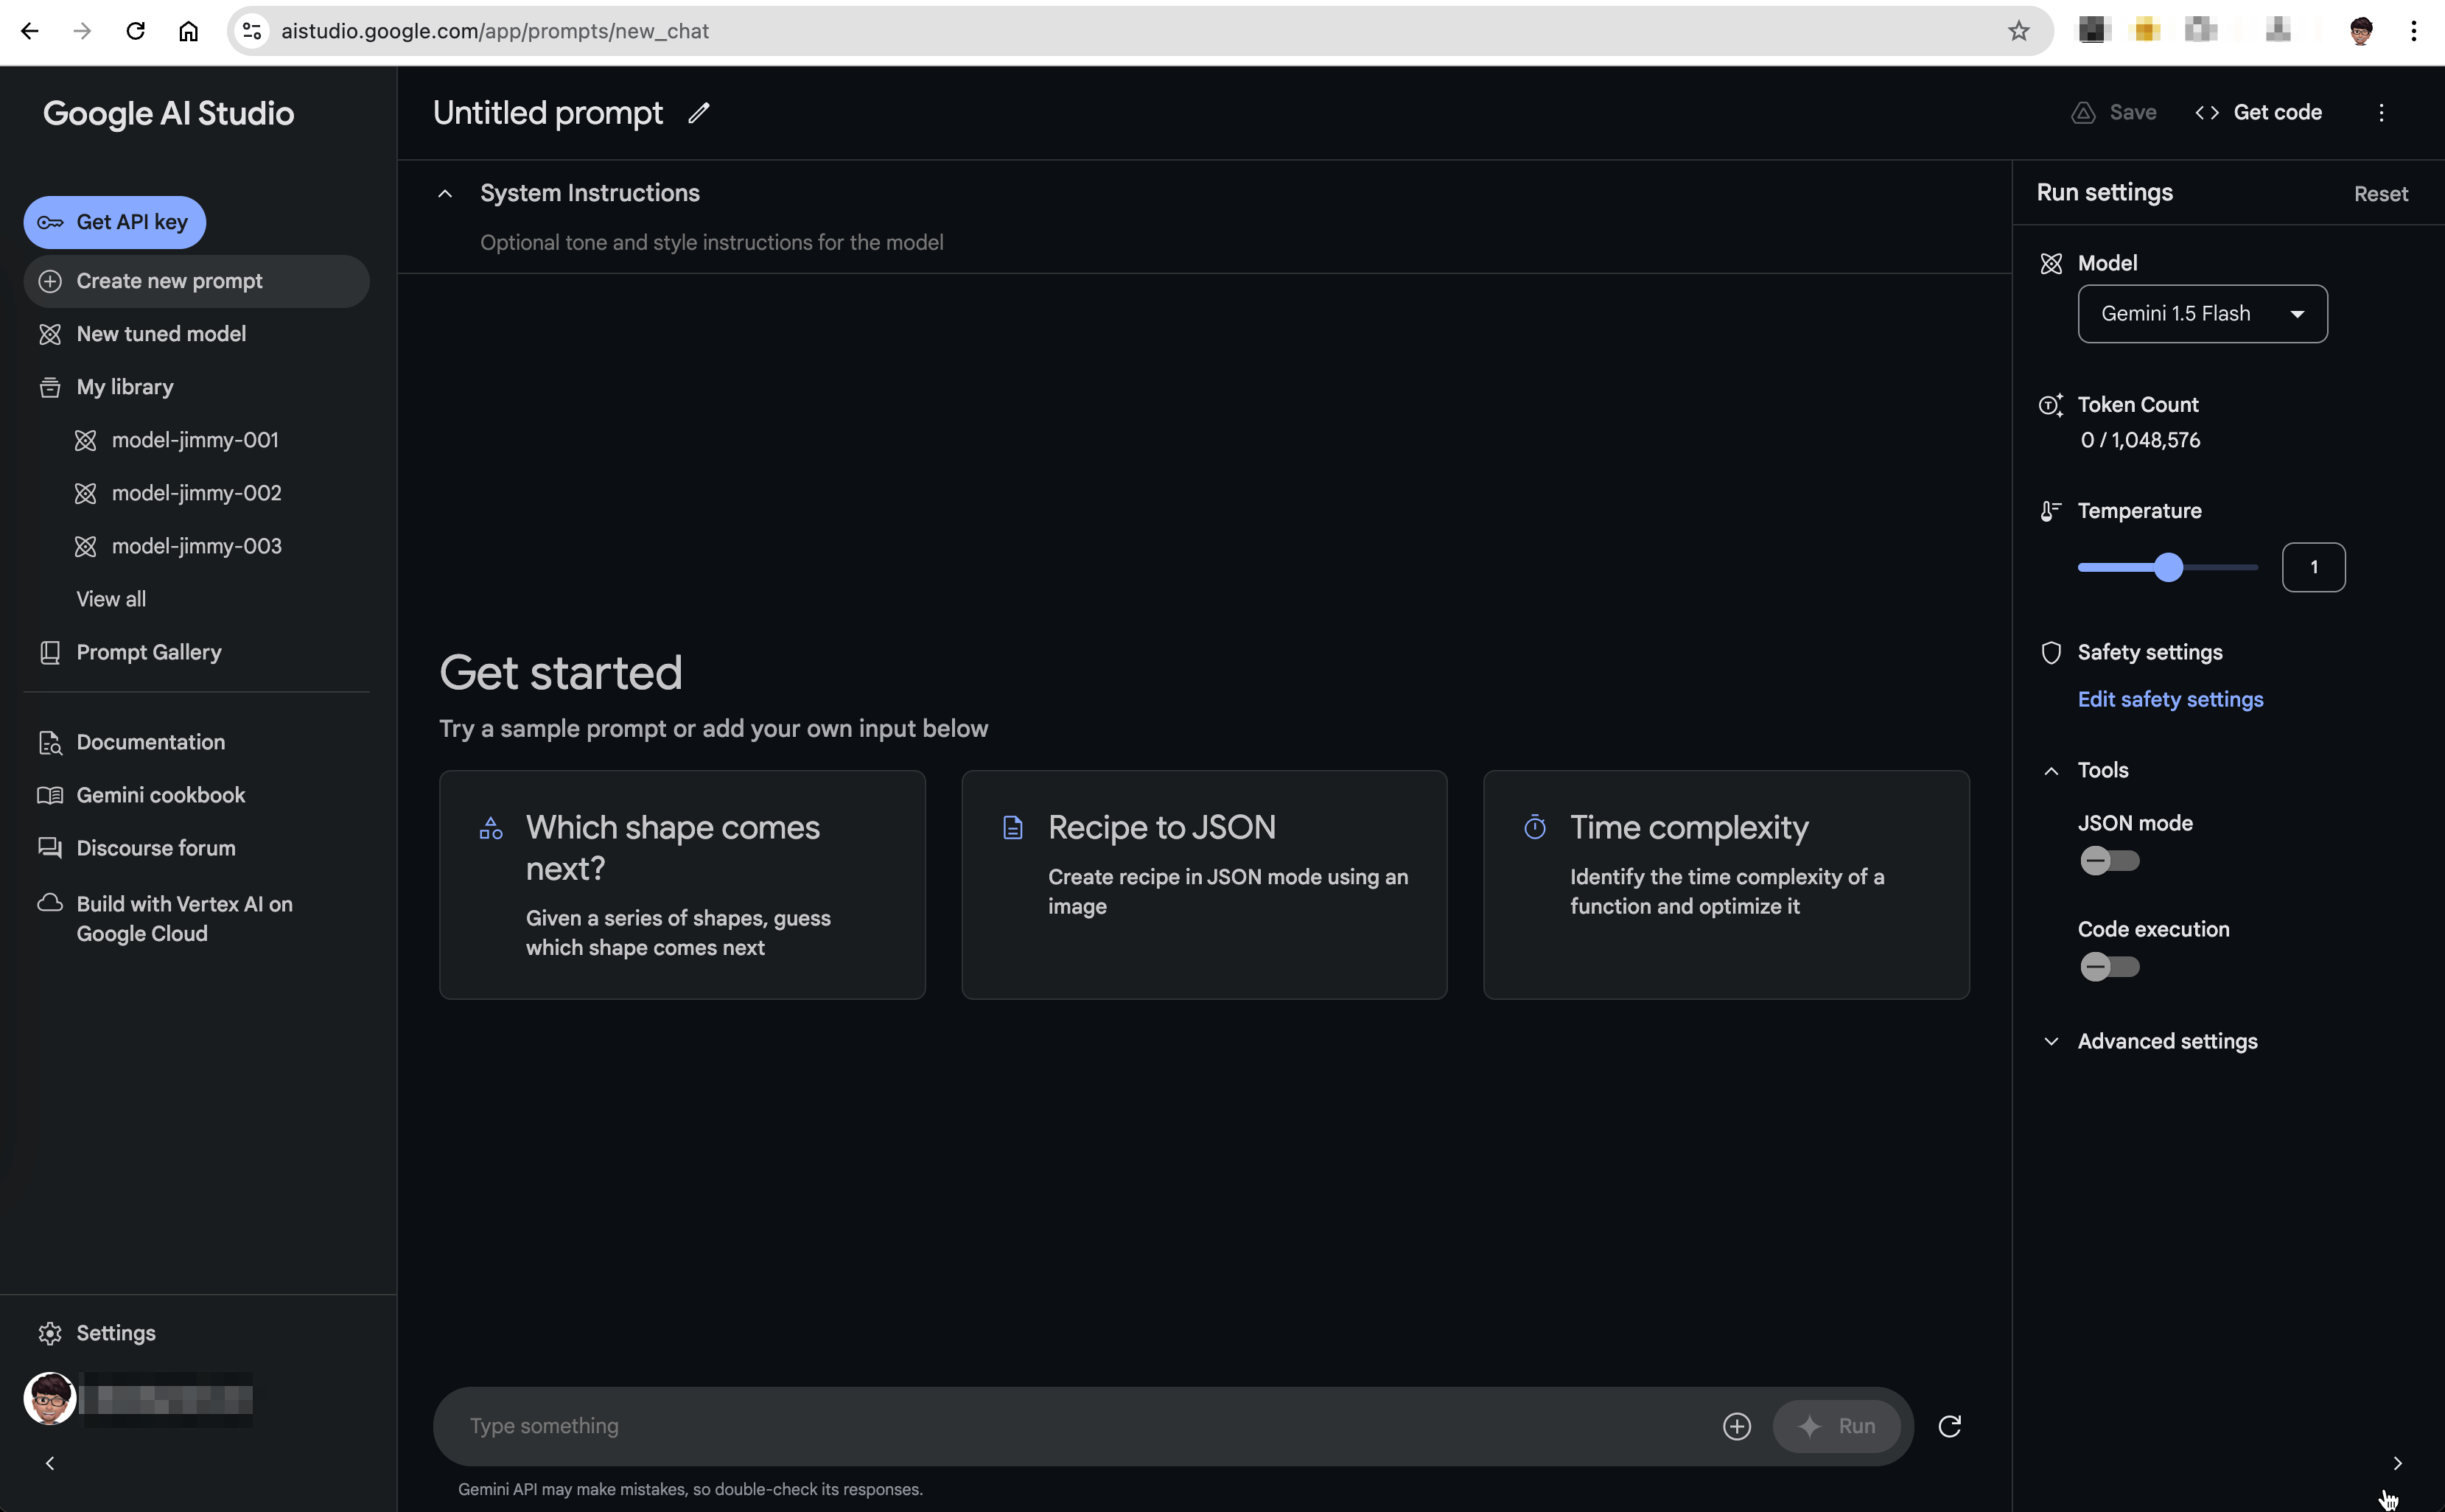 aistudio.google.com/app/prompts/new_chat
Google AI Studio
Get API key
Create new prompt
New tuned model
My library
model-jimmy-001
model-jimmy-002
model-jimmy-003
View all
Prompt Gallery
Documentation
Gemini cookbook
Discourse forum
Build with Vertex AI on
Google Cloud
Settings
Untitled prompt
Save
Get code
System Instructions
Optional tone and style instructions for the model
Get started
Try a sample prompt or add your own input below
Which shape comes
next?
Given a series of shapes, guess
which shape comes next
Recipe to JSON
Create recipe in JSON mode using an
image
Time complexity
Identify the time complexity of a
function and optimize it
Type something
Run
Gemini API may make mistakes, so double-check its responses.
Run settings
Reset
Model
Gemini 1.5 Flash
Token Count
0 / 1,048,576
Temperature
1
Safety settings
Edit safety settings
Tools
JSON mode
Code execution
Advanced settings